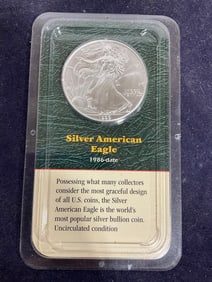 Silver American
Eagle
1986-date
Possessing what many collectors
consider the most graceful design
of all U.S. coins, the Silver
American Eagle is the world's
most popular silver bullion coin.
Uncirculated condition